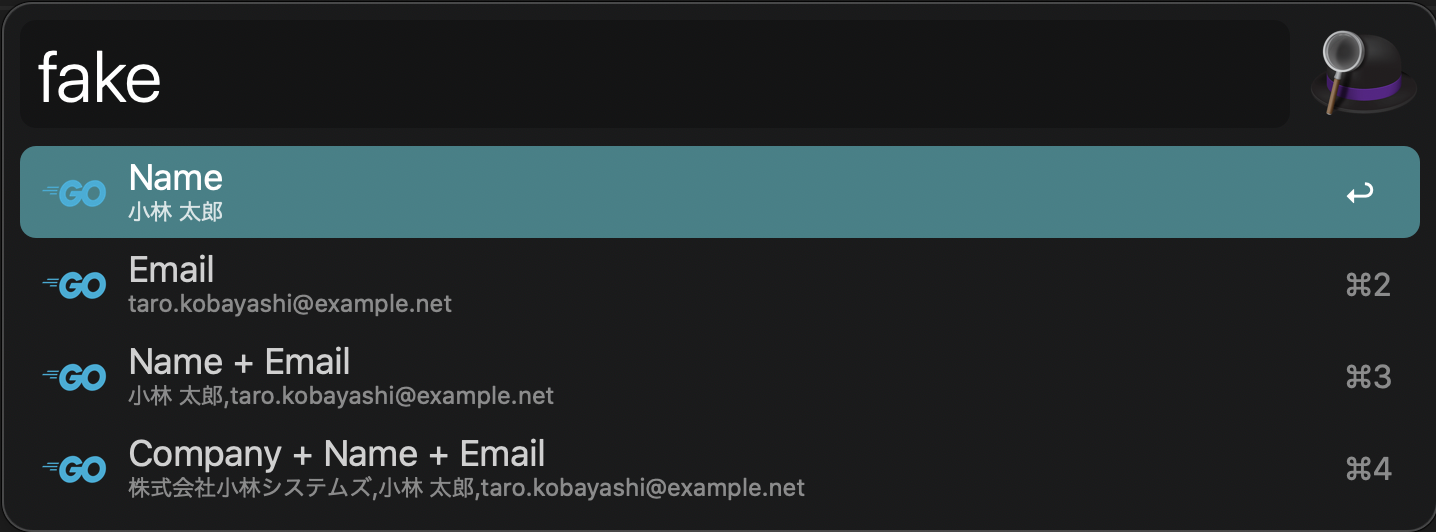 fake
GO Name
小林 太郎
GO Email
taro.kobayashi@example.net
⌘2
GO Name + Email
小林 太郎,taro.kobayashi@example.net
⌘3
GO Company + Name + Email
株式会社小林システムズ,小林 太郎,taro.kobayashi@example.net
⌘4